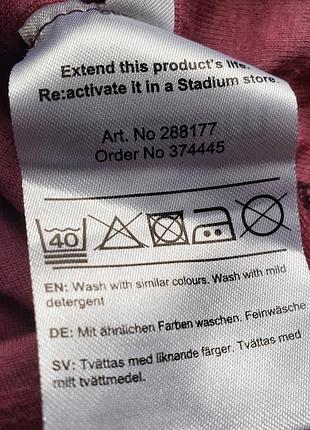 Extend this product's life.
Re:activate it in a Stadium store.
Art. No 288177
Order No 374445
40
EN: Wash with similar colours. Wash with mild
detergent
DE: Mit ähnlichen Farben waschen. Feinwäsche
SV: Tvättas med liknande färger. Tvättas med
milt tvättmedel.